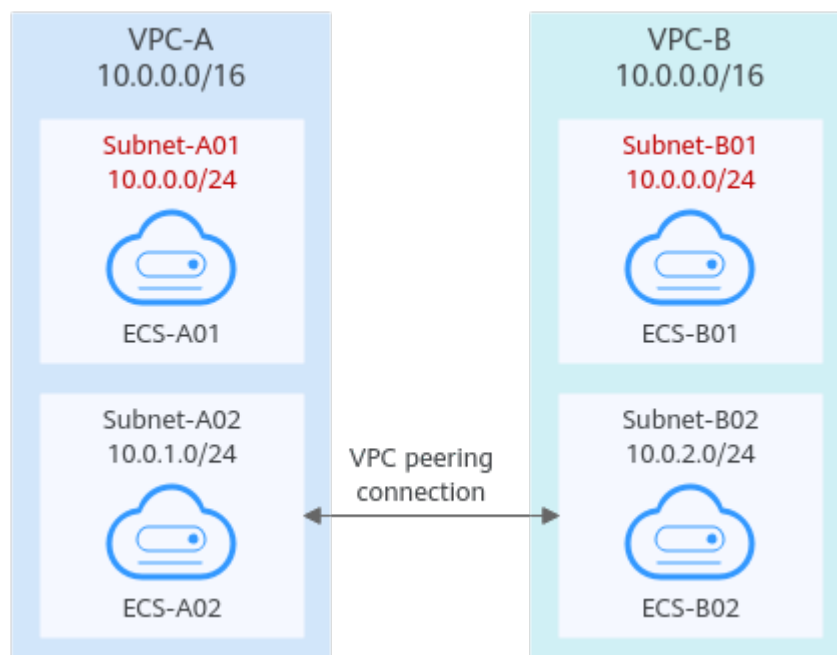 VPC-A
10.0.0.0/16
Subnet-A01
10.0.0.0/24
ECS-A01
Subnet-A02
10.0.1.0/24
ECS-A02
VPC peering
connection
VPC-B
10.0.0.0/16
Subnet-B01
10.0.0.0/24
ECS-B01
Subnet-B02
10.0.2.0/24
ECS-B02